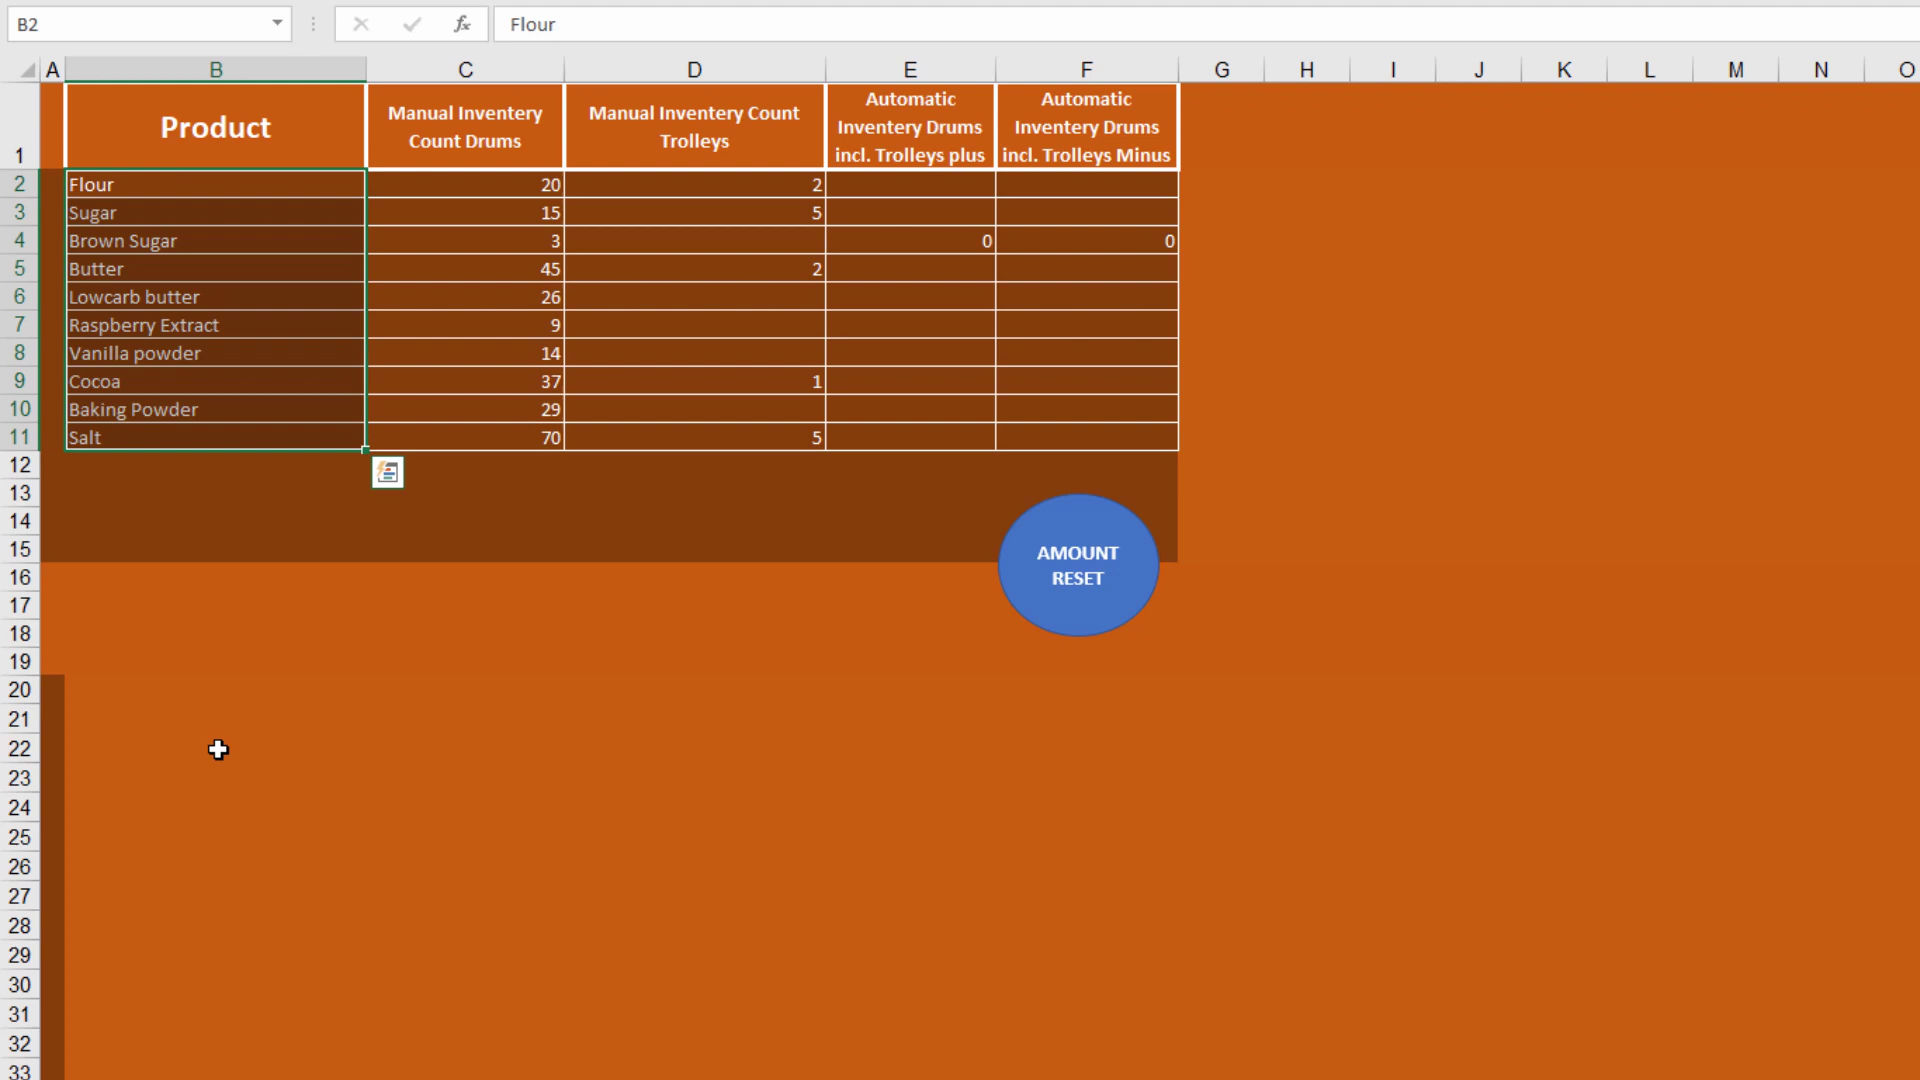 B2 fx Flour
A B C D E F G H I J K L M N O
1 Product
Manual Inventery
Count Drums
Manual Inventery Count
Trolleys
Automatic
Inventery Drums
incl. Trolleys plus
Automatic
Inventery Drums
incl. Trolleys Minus
2 Flour 20 2
3 Sugar 15 5
4 Brown Sugar 3 0 0
5 Butter 45 2
6 Lowcarb butter 26
7 Raspberry Extract 9
8 Vanilla powder 14
9 Cocoa 37 1
10 Baking Powder 29
11 Salt 70 5
12
13
14
15
AMOUNT
RESET
16
17
18
19
20
21
22
23
24
25
26
27
28
29
30
31
32
33